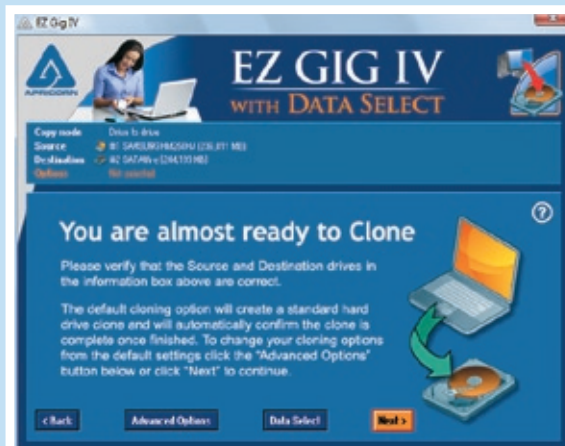 EZ Gig IV
APRICORN
EZ GIG IV
WITH DATA SELECT
Copy mode Drive to drive
Source
Destination
Options Not selected
You are almost ready to Clone
Please verify that the Source and Destination drives in
the information box above are correct.
The default cloning option will create a standard hard
drive clone and will automatically confirm the clone is
complete once finished. To change your cloning options
from the default settings click the "Advanced Options"
button below or click "Next" to continue.
< Back Advanced Options Data Select Next >